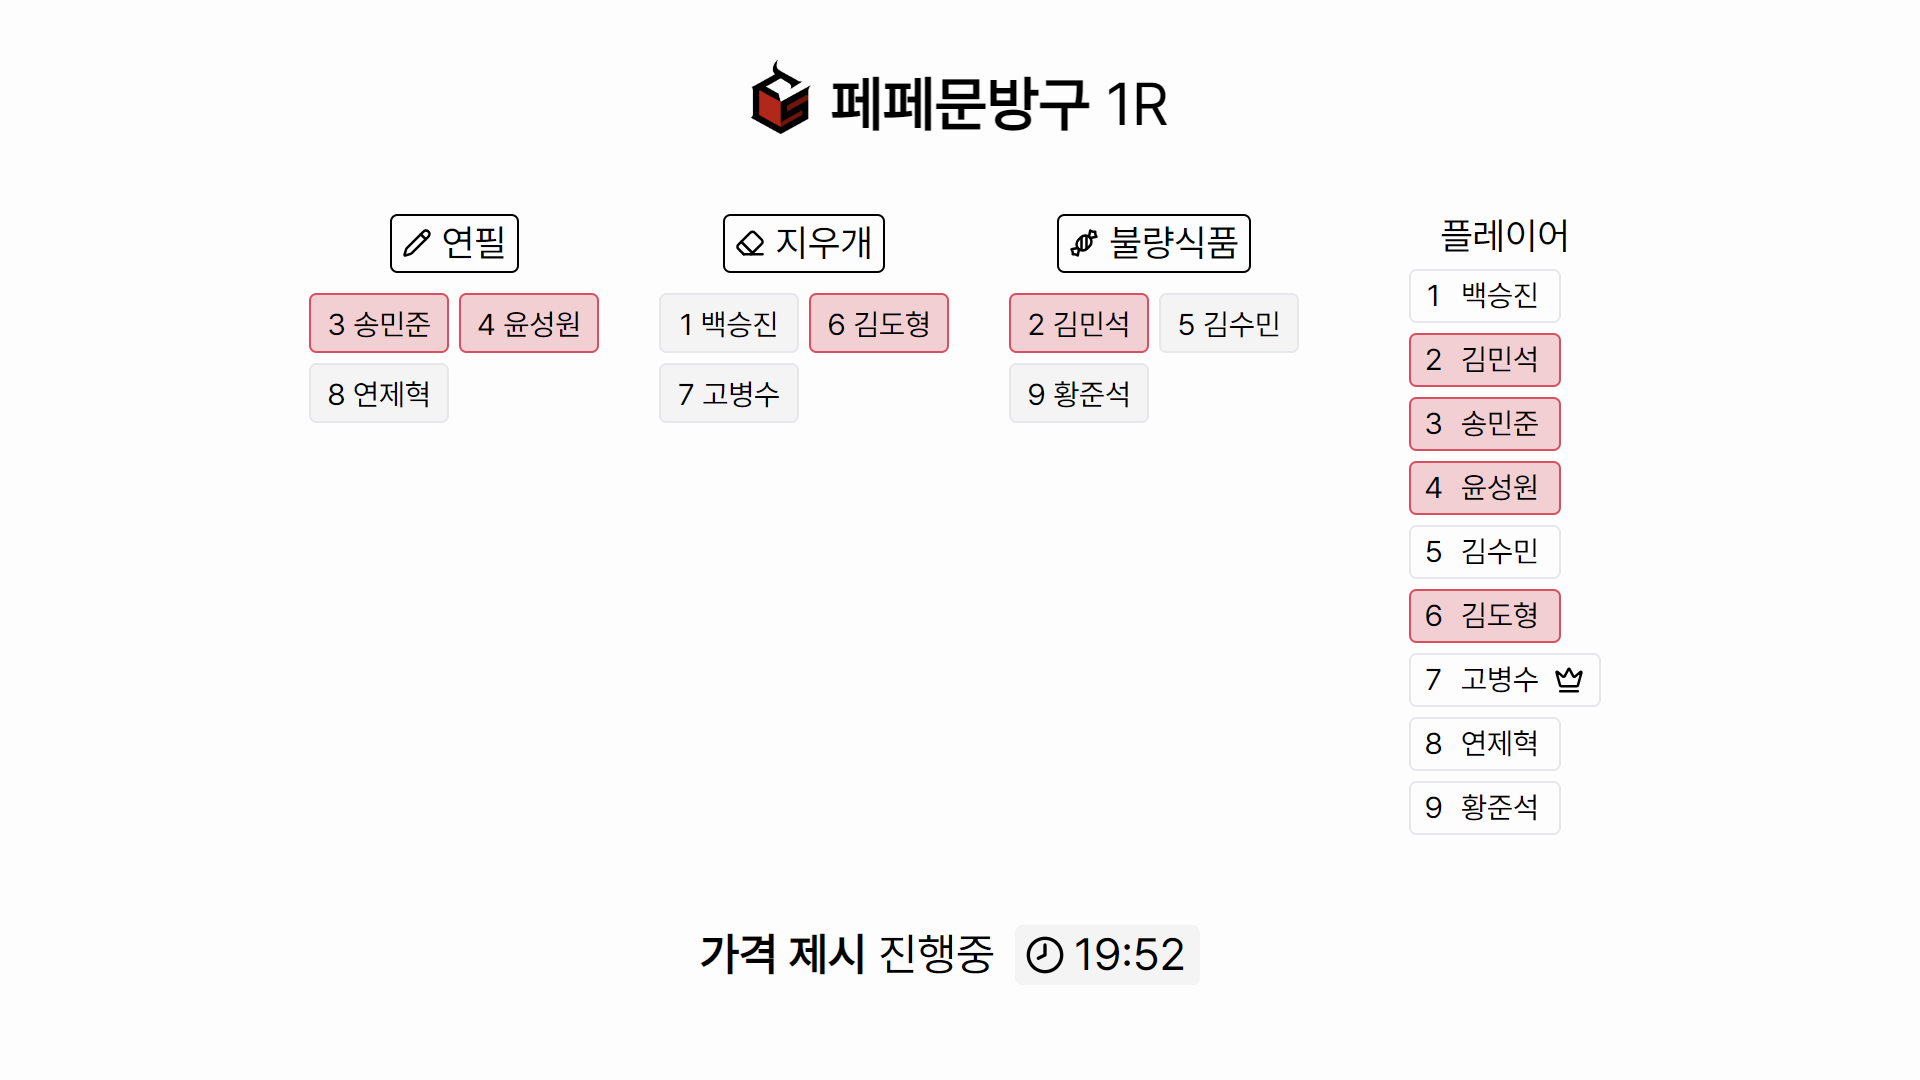 페페문방구 1R
연필
3 송민준
4 윤성원
8 연제혁
지우개
1 백승진
6 김도형
7 고병수
불량식품
2 김민석
5 김수민
9 황준석
플레이어
1 백승진
2 김민석
3 송민준
4 윤성원
5 김수민
6 김도형
7 고병수
8 연제혁
9 황준석
가격 제시 진행중 19:52